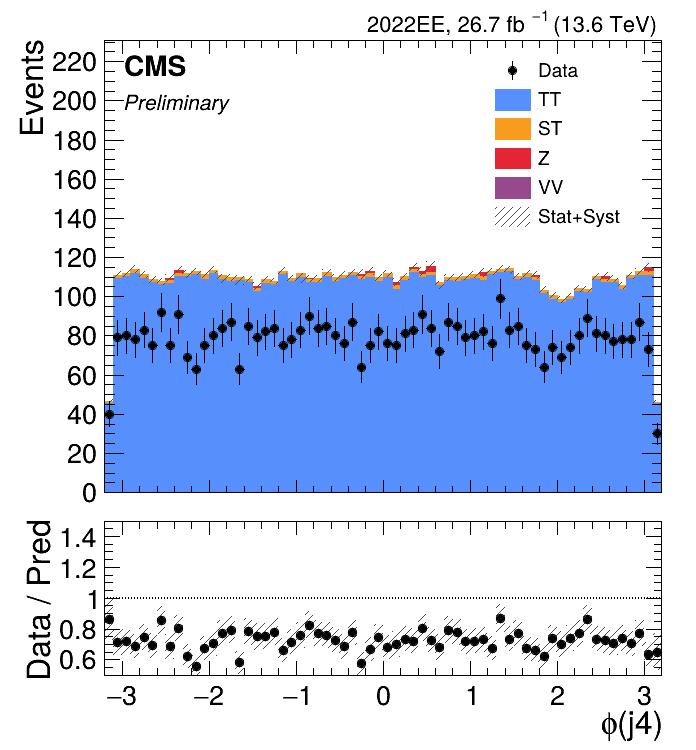 2022EE, 26.7 fb⁻¹ (13.6 TeV)
CMS
Preliminary
Data
TT
ST
Z
VV
Stat+Syst
Events
220
200
180
160
140
120
100
80
60
40
20
0
Data / Pred
1.4
1.2
1
0.8
0.6
−3 −2 −1 0 1 2 3
ϕ(j4)